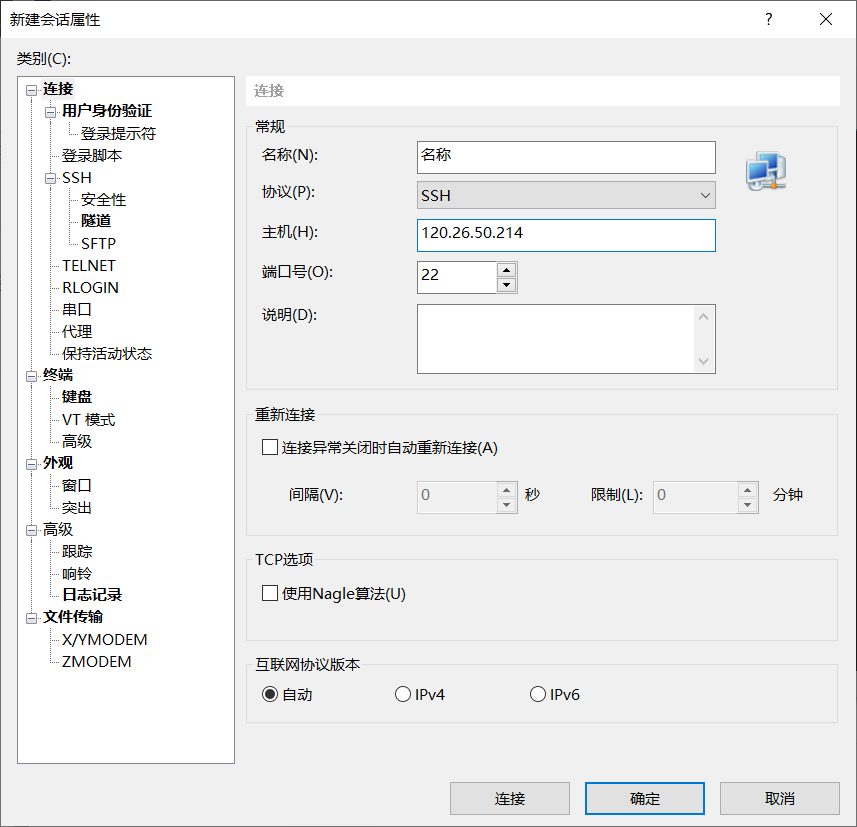 新建会话属性
?
类别(C):
连接
用户身份验证
登录提示符
登录脚本
SSH
安全性
隧道
SFTP
TELNET
RLOGIN
串口
代理
保持活动状态
终端
键盘
VT 模式
高级
外观
窗口
突出
高级
跟踪
响铃
日志记录
文件传输
X/YMODEM
ZMODEM
连接
常规
名称(N): 名称
协议(P): SSH
主机(H): 120.26.50.214
端口号(O): 22
说明(D):
重新连接
连接异常关闭时自动重新连接(A)
间隔(V): 0 秒 限制(L): 0 分钟
TCP选项
使用Nagle算法(U)
互联网协议版本
自动 IPv4 IPv6
连接 确定 取消